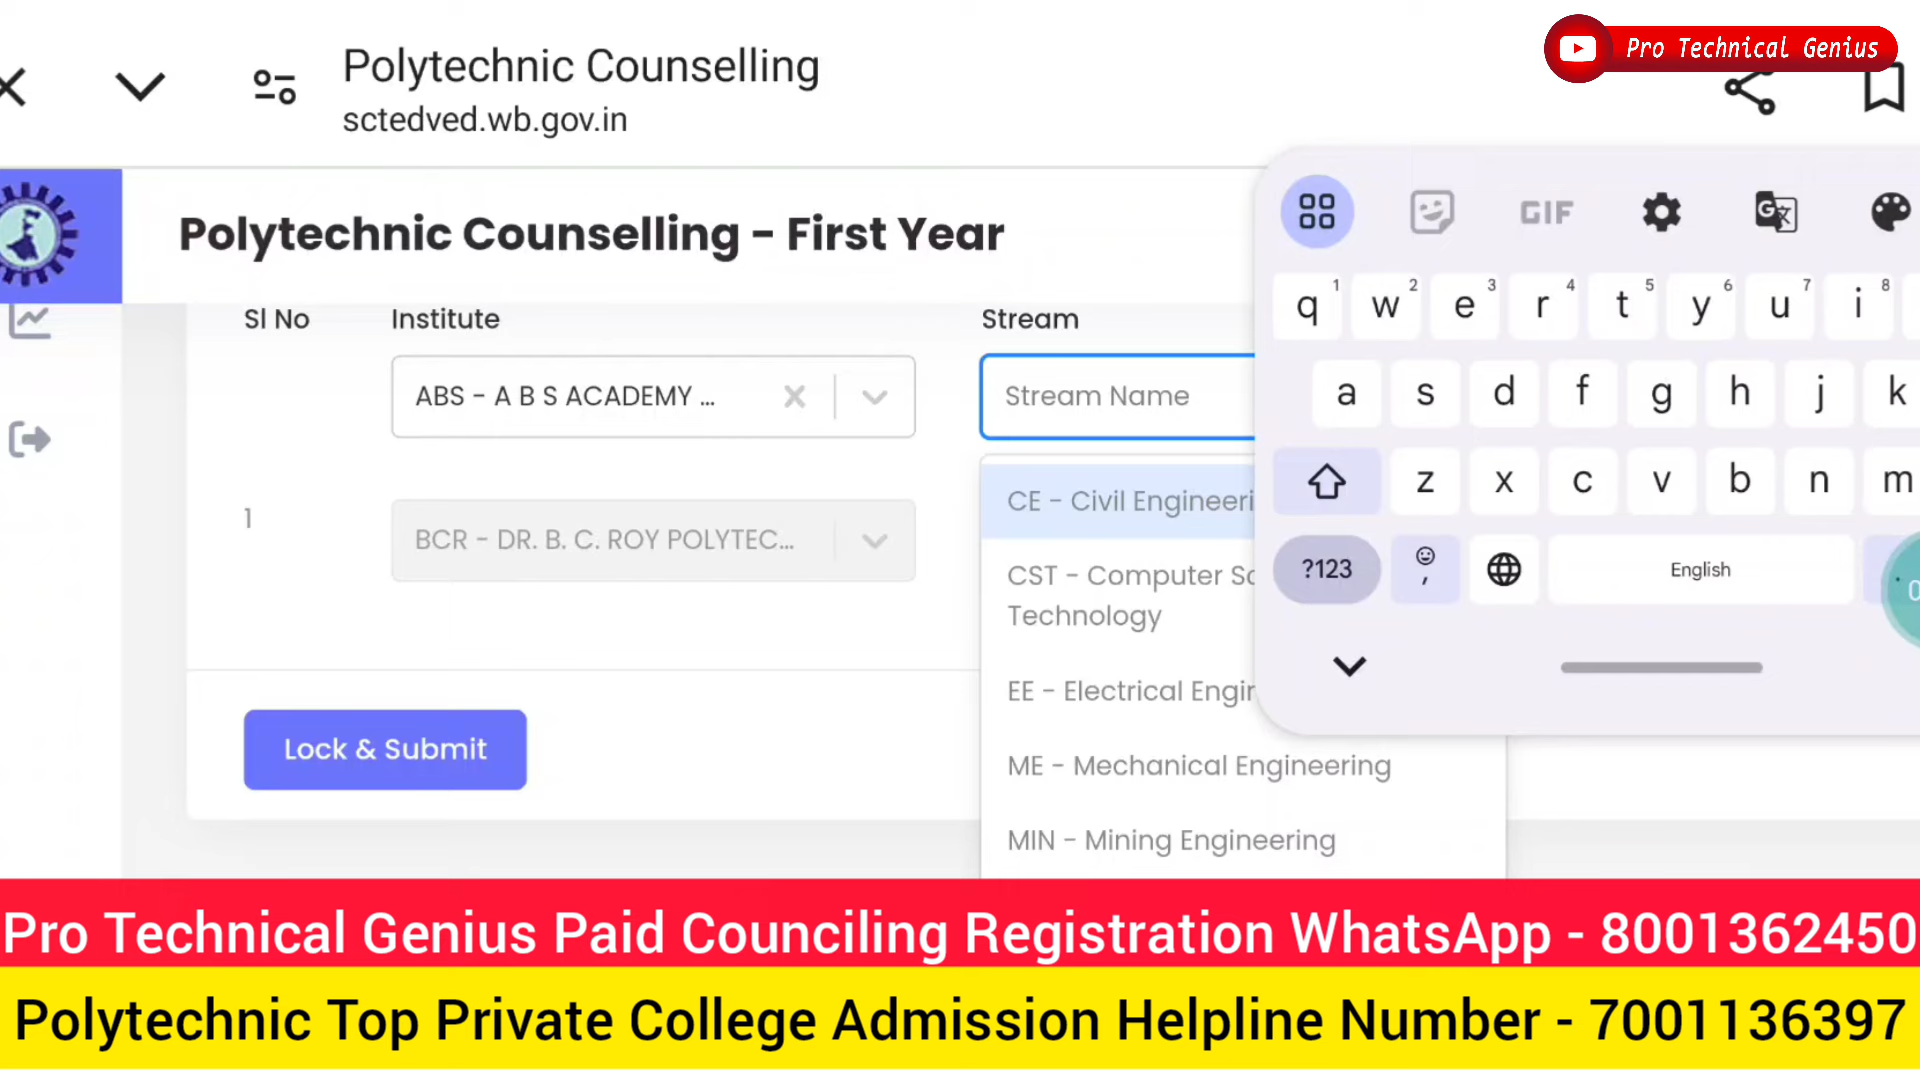 Pro Technical Genius
Polytechnic Counselling
sctedved.wb.gov.in
Polytechnic Counselling - First Year
Sl No Institute Stream
ABS - A B S ACADEMY ... Stream Name
1 BCR - DR. B. C. ROY POLYTEC...
CE - Civil Engineeri
CST - Computer Sc
Technology
EE - Electrical Engin
ME - Mechanical Engineering
MIN - Mining Engineering
Lock & Submit
GIF
q 1 w 2 e 3 r 4 t 5 y 6 u 7 i 8
a s d f g h j k
z x c v b n m
?123 , English
Pro Technical Genius Paid Counciling Registration WhatsApp - 8001362450
Polytechnic Top Private College Admission Helpline Number - 7001136397